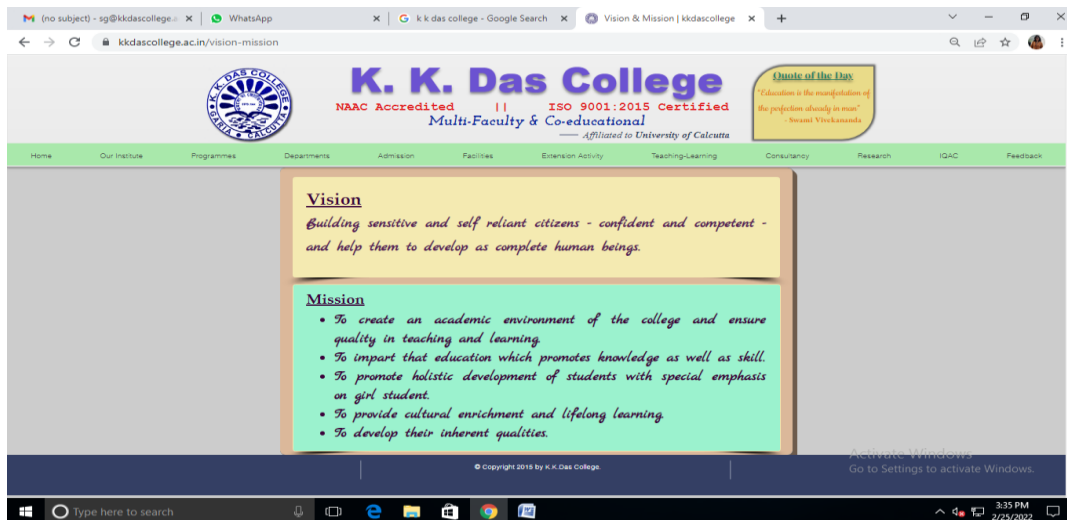 (no subject) - sg@kkdascollege.a
WhatsApp
k k das college - Google Search
Vision & Mission | kkdascollege
kkdascollege.ac.in/vision-mission
K. K. DAS COLLEGE
GARIA, CALCUTTA
K. K. Das College
NAAC Accredited || ISO 9001:2015 Certified
Multi-Faculty & Co-educational
—— Affiliated to University of Calcutta
Quote of the Day
"Education is the manifestation of
the perfection already in man"
- Swami Vivekananda
Home Our Institute Programmes Departments Admission Facilities Extension Activity Teaching-Learning Consultancy Research IQAC Feedback
Vision
Building sensitive and self reliant citizens - confident and competent -
and help them to develop as complete human beings.
Mission
• To create an academic environment of the college and ensure
quality in teaching and learning.
• To impart that education which promotes knowledge as well as skill.
• To promote holistic development of students with special emphasis
on girl student.
• To provide cultural enrichment and lifelong learning.
• To develop their inherent qualities.
© Copyright 2015 by K.K.Das College.
Activate Windows
Go to Settings to activate Windows.
Type here to search
3:35 PM
2/25/2022